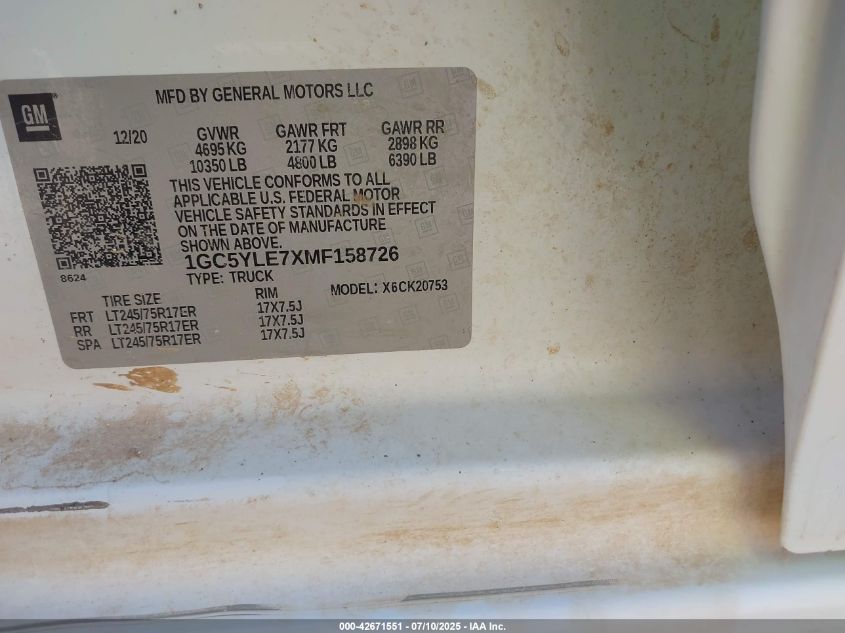 GM
MFD BY GENERAL MOTORS LLC
12/20 GVWR GAWR FRT GAWR RR
4695 KG 2177 KG 2898 KG
10350 LB 4800 LB 6390 LB
THIS VEHICLE CONFORMS TO ALL
APPLICABLE U.S. FEDERAL MOTOR
VEHICLE SAFETY STANDARDS IN EFFECT
ON THE DATE OF MANUFACTURE
SHOWN ABOVE.
1GC5YLE7XMF158726
8624 TYPE: TRUCK
MODEL: X6CK20753
TIRE SIZE RIM
FRT LT245/75R17ER 17X7.5J
RR LT245/75R17ER 17X7.5J
SPA LT245/75R17ER 17X7.5J
000-42671551 - 07/10/2025 - IAA Inc.